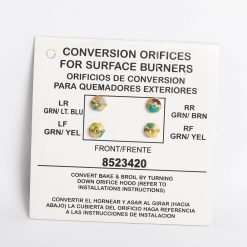 CONVERSION ORIFICES
FOR SURFACE BURNERS
ORIFICIOS DE CONVERSION
PARA QUEMADORES EXTERIORES
LR
GRN/ LT. BLU
RR
GRN/ BRN
LF
GRN/ YEL
RF
GRN/ YEL
FRONT/FRENTE
8523420
CONVERT BAKE & BROIL BY TURNING
DOWN ORIFICE HOOD (REFER TO
INSTALLATIONS INSTRUCTIONS)
CONVERTIR EL HORNEAR Y ASAR AL GIRAR (HACIA
ABAJO) LA CUBIERTA DEL ORIFICIO HAGA REFERENCIA
A LAS INSTRUCCIONES DE INSTALACION